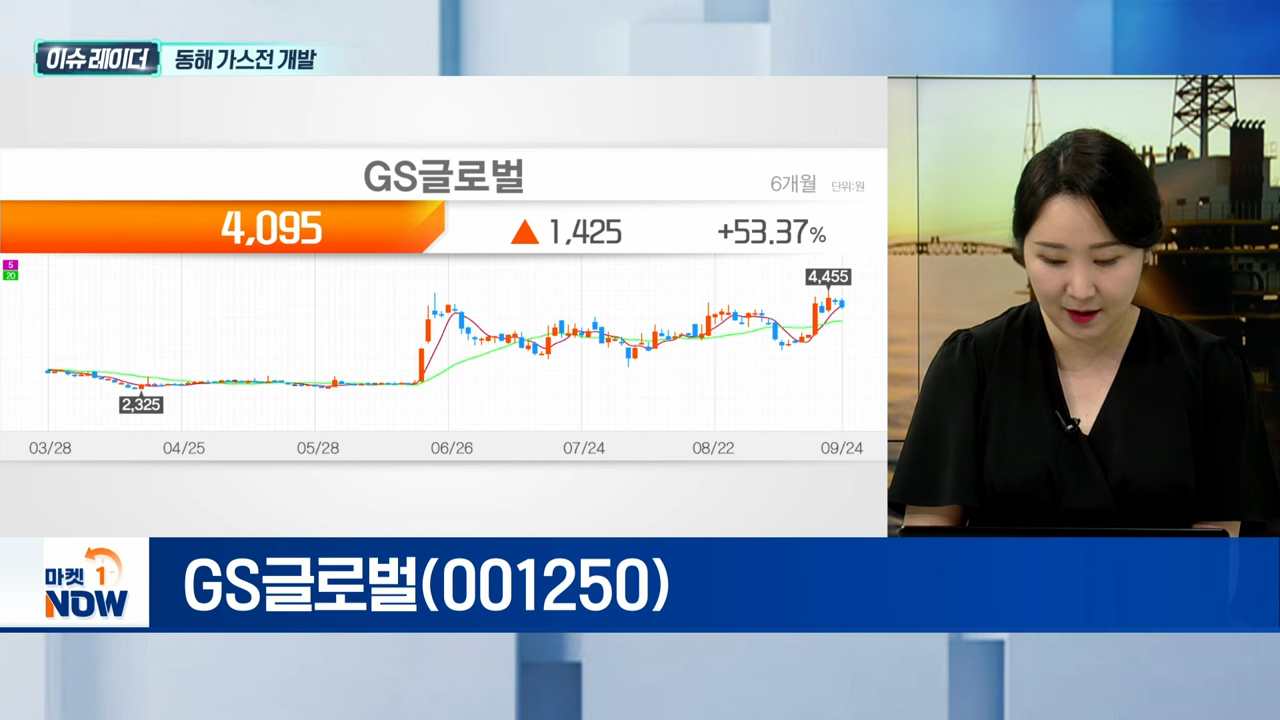 이슈 레이더 동해 가스전 개발
GS글로벌
6개월 단위:원
4,095 ▲ 1,425 +53.37%
5
20
4,455
2,325
03/28 04/25 05/28 06/26 07/24 08/22 09/24
마켓 1
NOW
GS글로벌(001250)